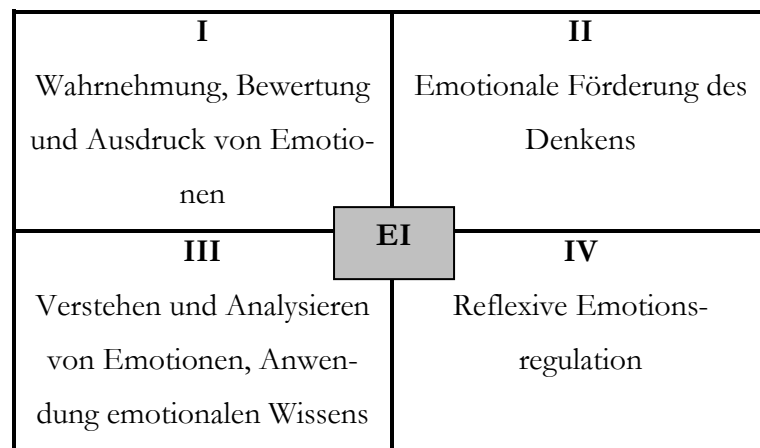 I
Wahrnehmung, Bewertung
und Ausdruck von Emotio-
nen
II
Emotionale Förderung des
Denkens
EI
III
Verstehen und Analysieren
von Emotionen, Anwen-
dung emotionalen Wissens
IV
Reflexive Emotions-
regulation